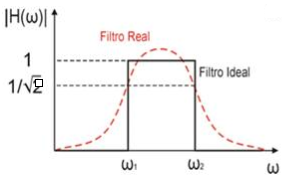 |H(ω)|
Filtro Real
1
Filtro Ideal
1/√2
ω₁ ω₂ ω